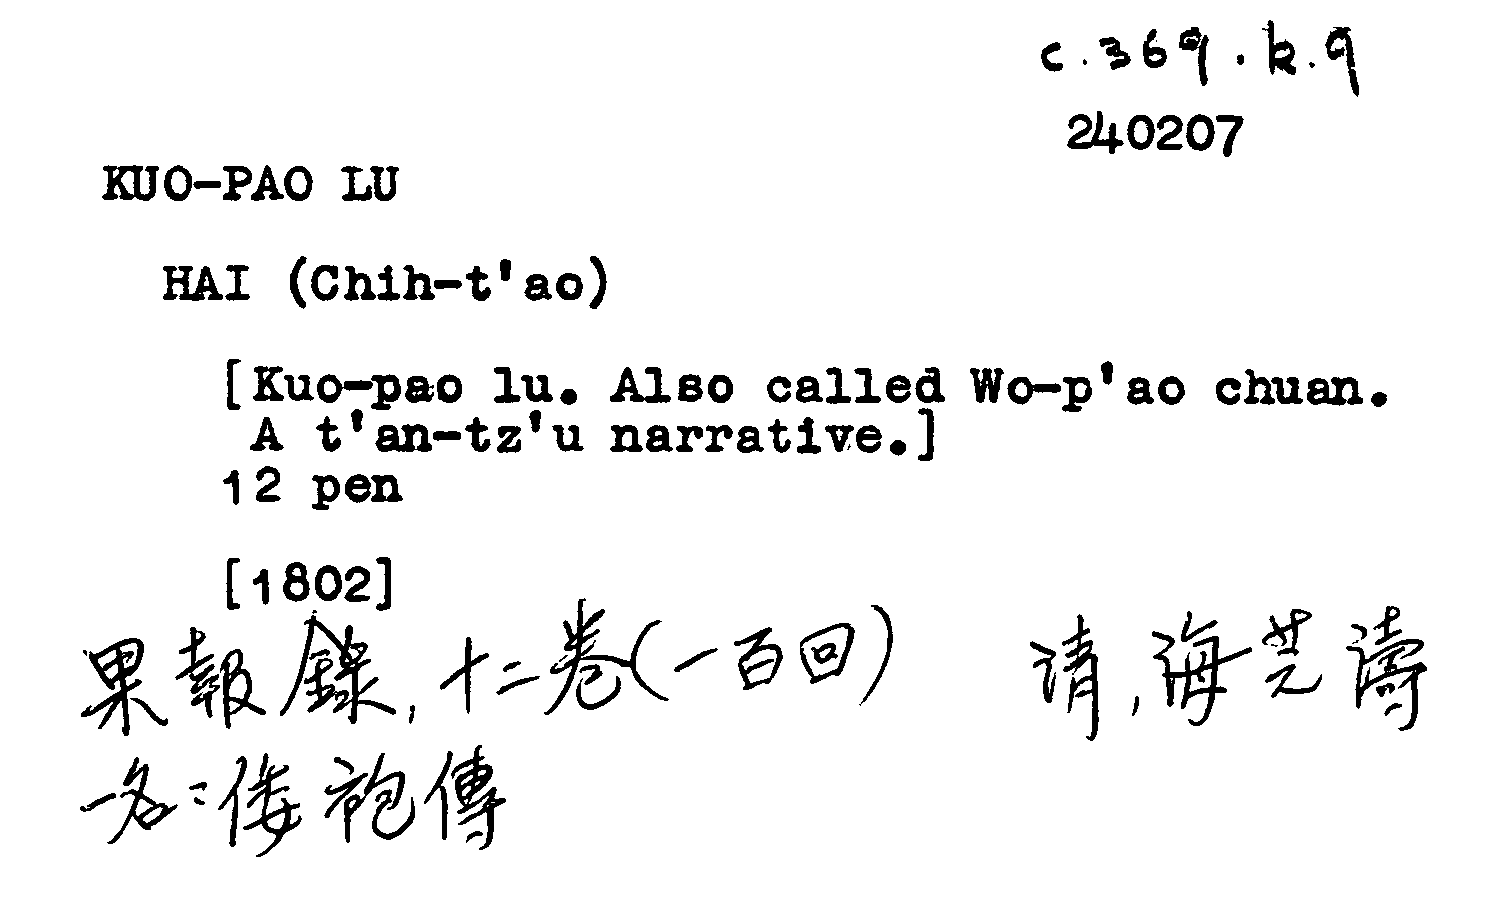 c.369.k.9
240207
KUO-PAO LU
HAI (Chih-t'ao)
[Kuo-pao lu. Also called Wo-p'ao chuan.
A t'an-tz'u narrative.]
12 pen
[1802]
果報錄, 十二卷(一百回) 清, 海芝濤
一名: 倭袍傳